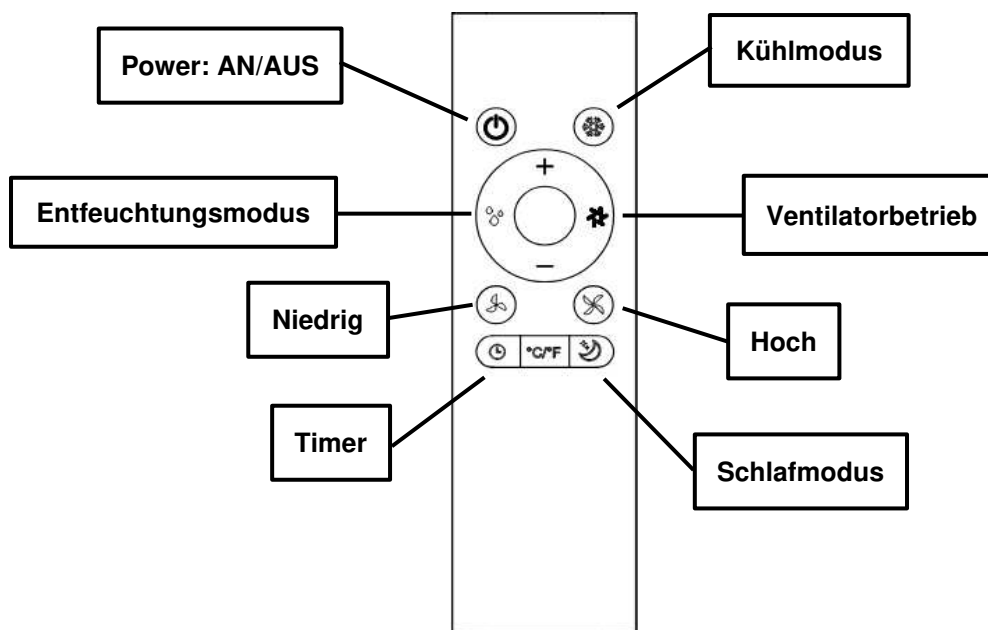 Power: AN/AUS
Kühlmodus
+
Entfeuchtungsmodus
Ventilatorbetrieb
−
Niedrig
Hoch
°C/°F
Timer
Schlafmodus